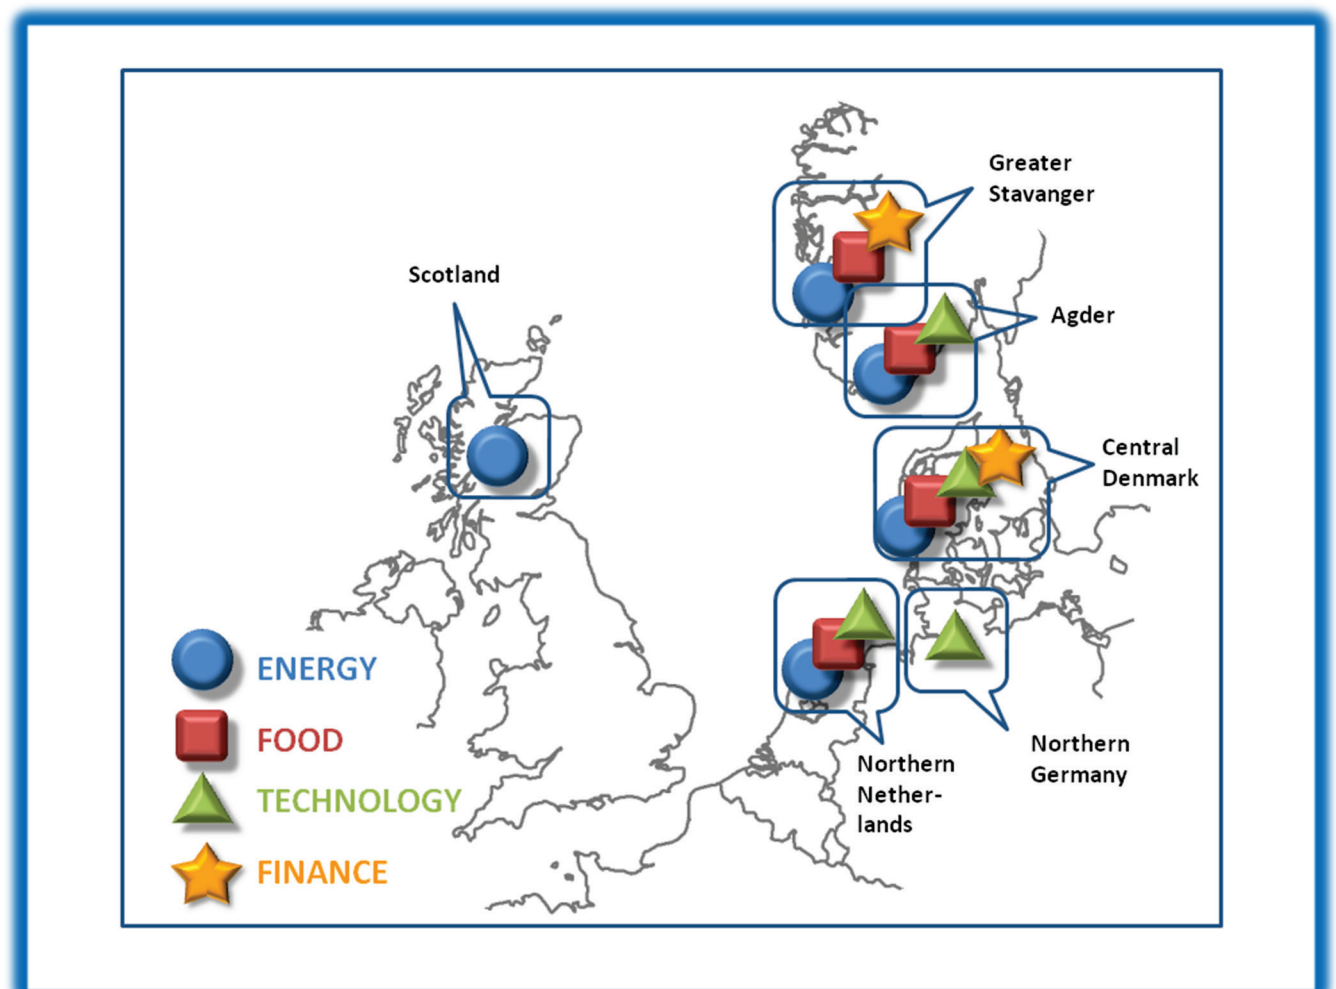 Greater
Stavanger
Scotland
Agder
Central
Denmark
ENERGY
FOOD
Northern
Germany
Northern
Nether-
lands
TECHNOLOGY
FINANCE